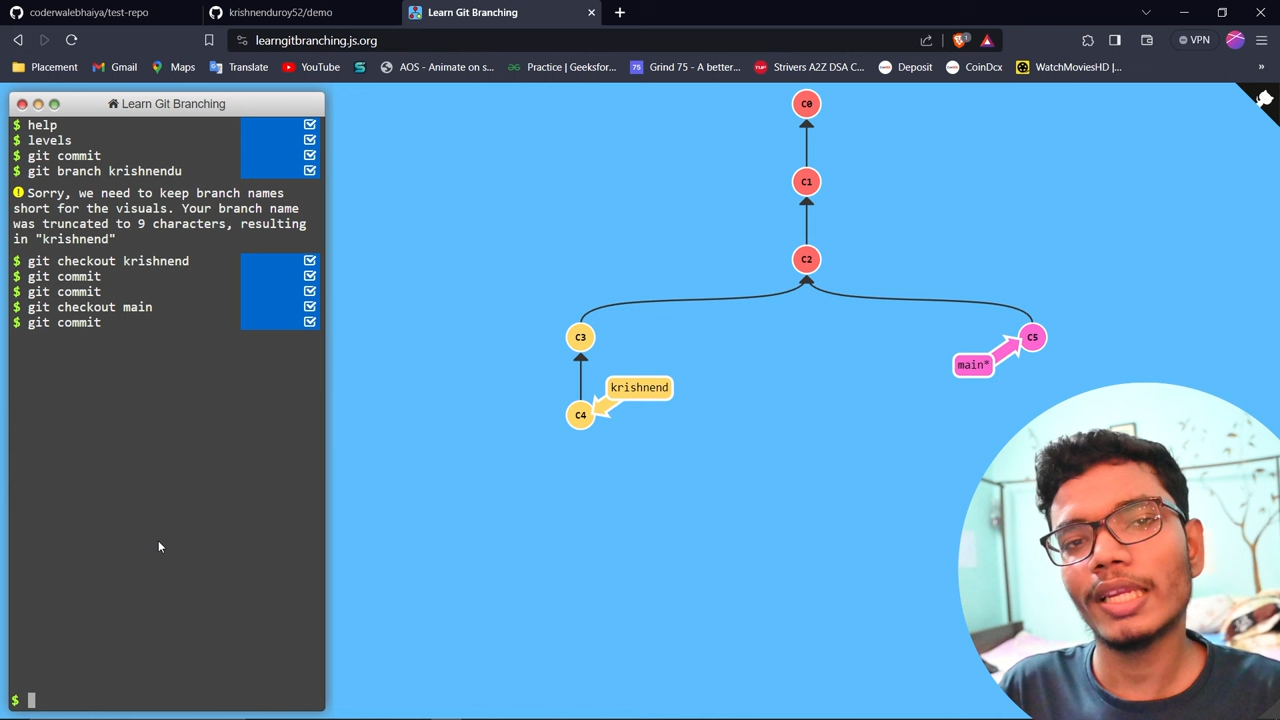 coderwalebhaiya/test-repo
krishnenduroy52/demo
Learn Git Branching
learngitbranching.js.org
1
VPN
Placement
Gmail
Maps
Translate
YouTube
AOS - Animate on s...
Practice | Geeksfor...
75
Grind 75 - A better...
TUF
Strivers A2Z DSA C...
Deposit
CoinDcx
WatchMoviesHD |...
»
Learn Git Branching
$ help
$ levels
$ git commit
$ git branch krishnendu
Sorry, we need to keep branch names
short for the visuals. Your branch name
was truncated to 9 characters, resulting
in "krishnend"
$ git checkout krishnend
$ git commit
$ git commit
$ git checkout main
$ git commit
$
C0
C1
C2
C3
C5
main*
krishnend
C4